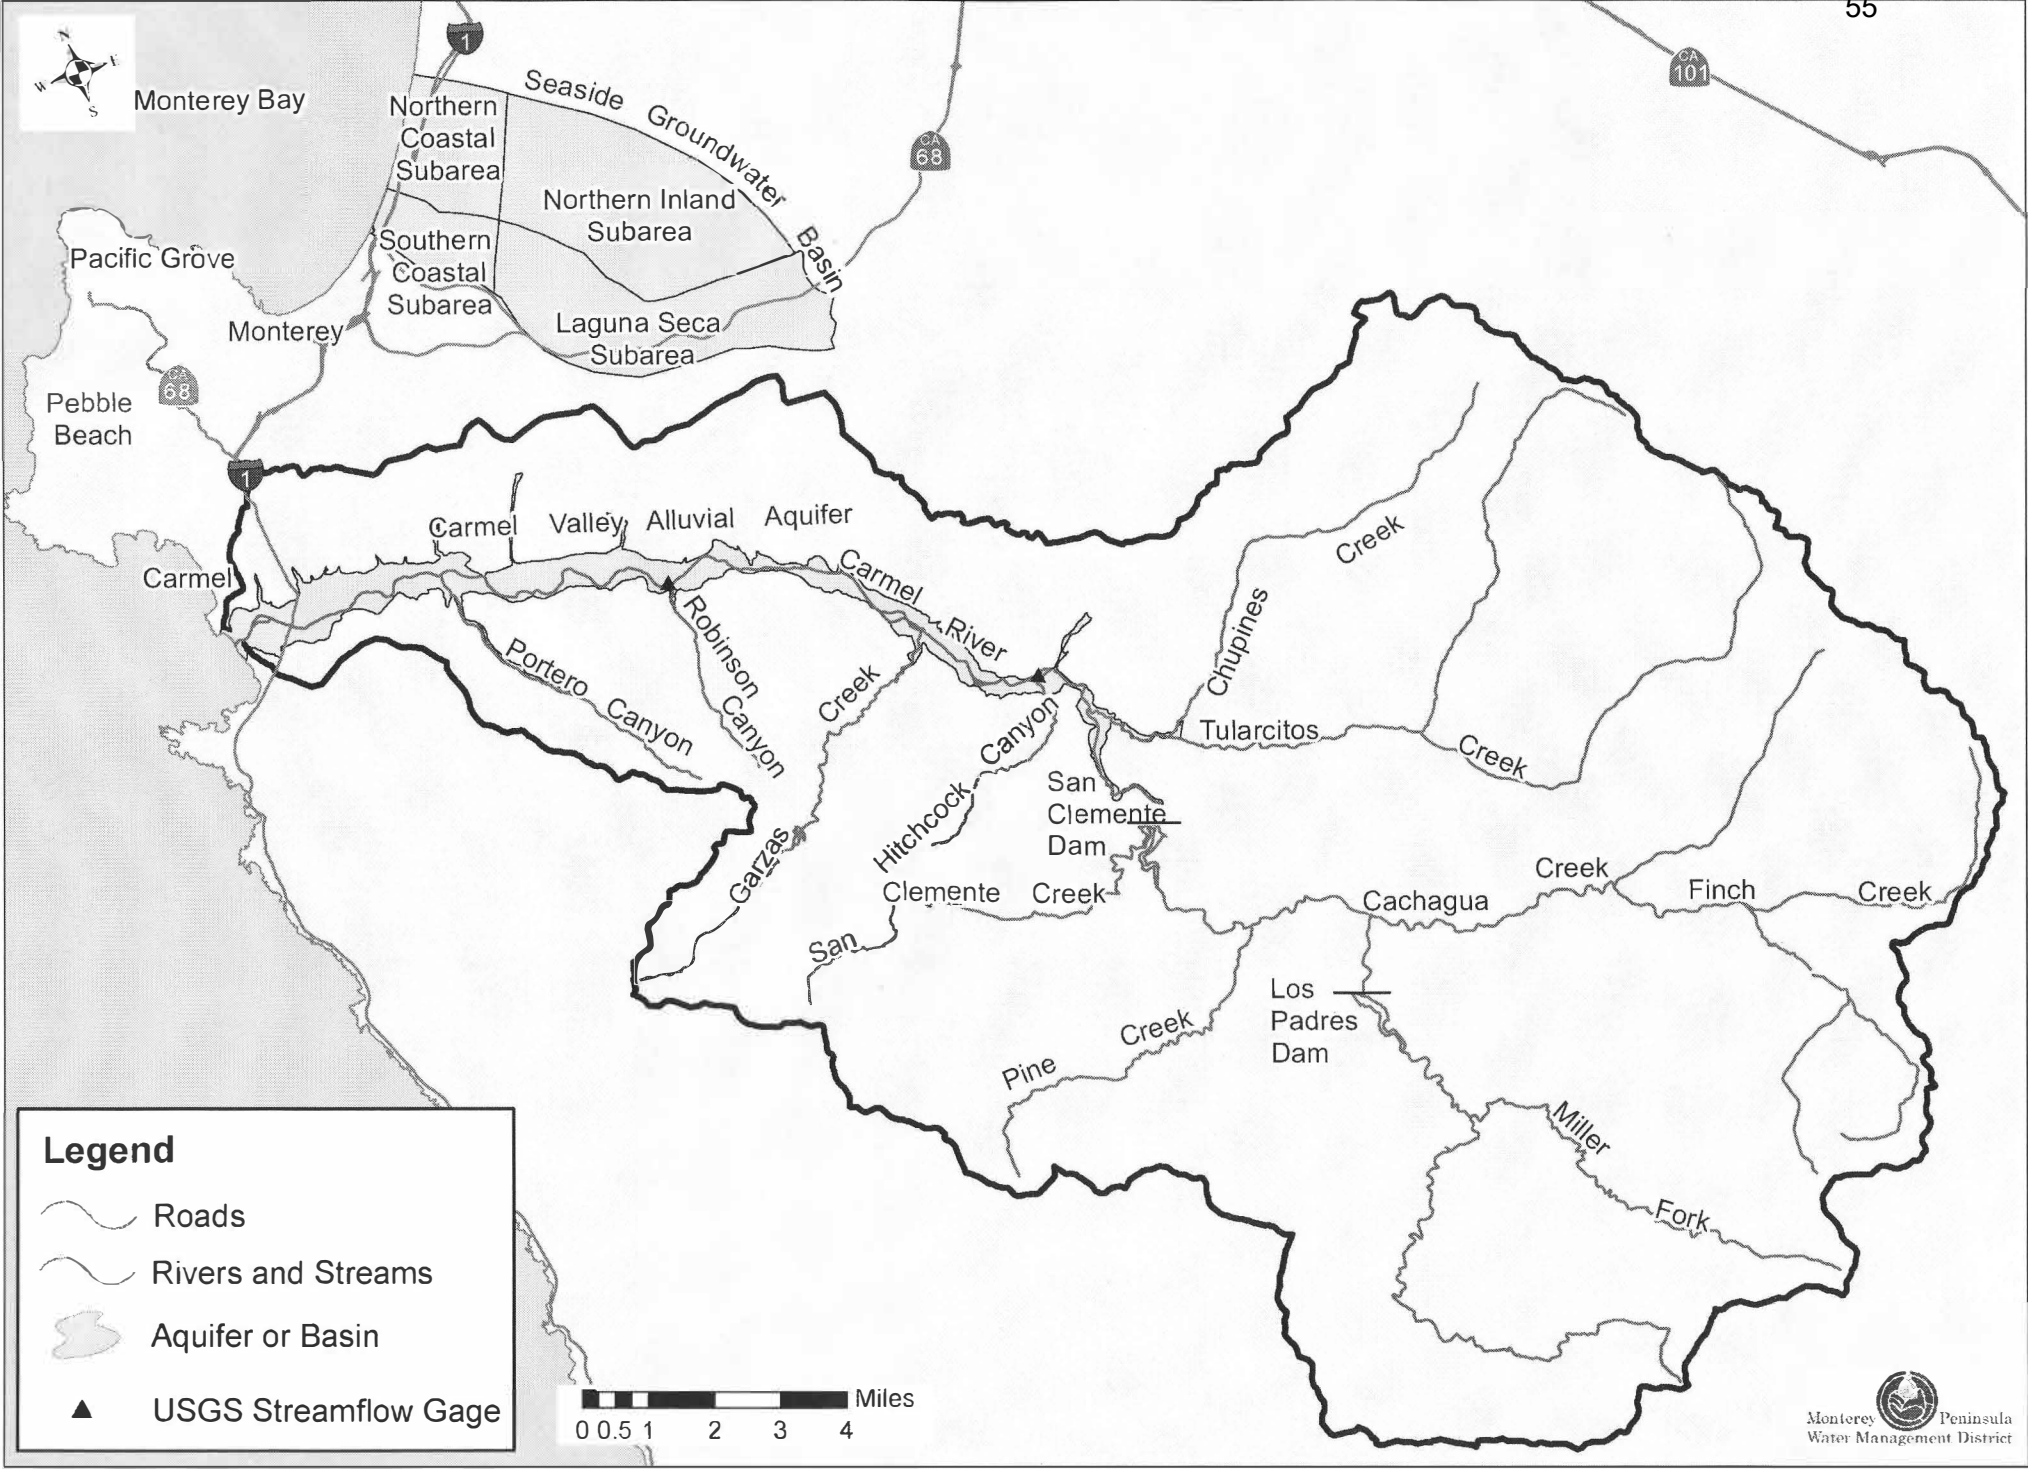 55
N
E
W
S
Monterey Bay
1
CA
101
CA
68
Seaside Groundwater Basin
Northern
Coastal
Subarea
Northern Inland
Subarea
Southern
Coastal
Subarea
Laguna Seca
Subarea
Pacific Grove
Monterey
CA
68
Pebble
Beach
1
Carmel
Carmel Valley Alluvial Aquifer
Carmel River
Portero Canyon
Robinson Canyon
Garzas Creek
Hitchcock Canyon
Chupines Creek
Tularcitos Creek
San
Clemente
Dam
San Clemente Creek
Cachagua Creek
Finch Creek
Pine Creek
Los
Padres
Dam
Miller Fork
Legend
Roads
Rivers and Streams
Aquifer or Basin
USGS Streamflow Gage
Miles
0 0.5 1 2 3 4
Monterey Peninsula
Water Management District